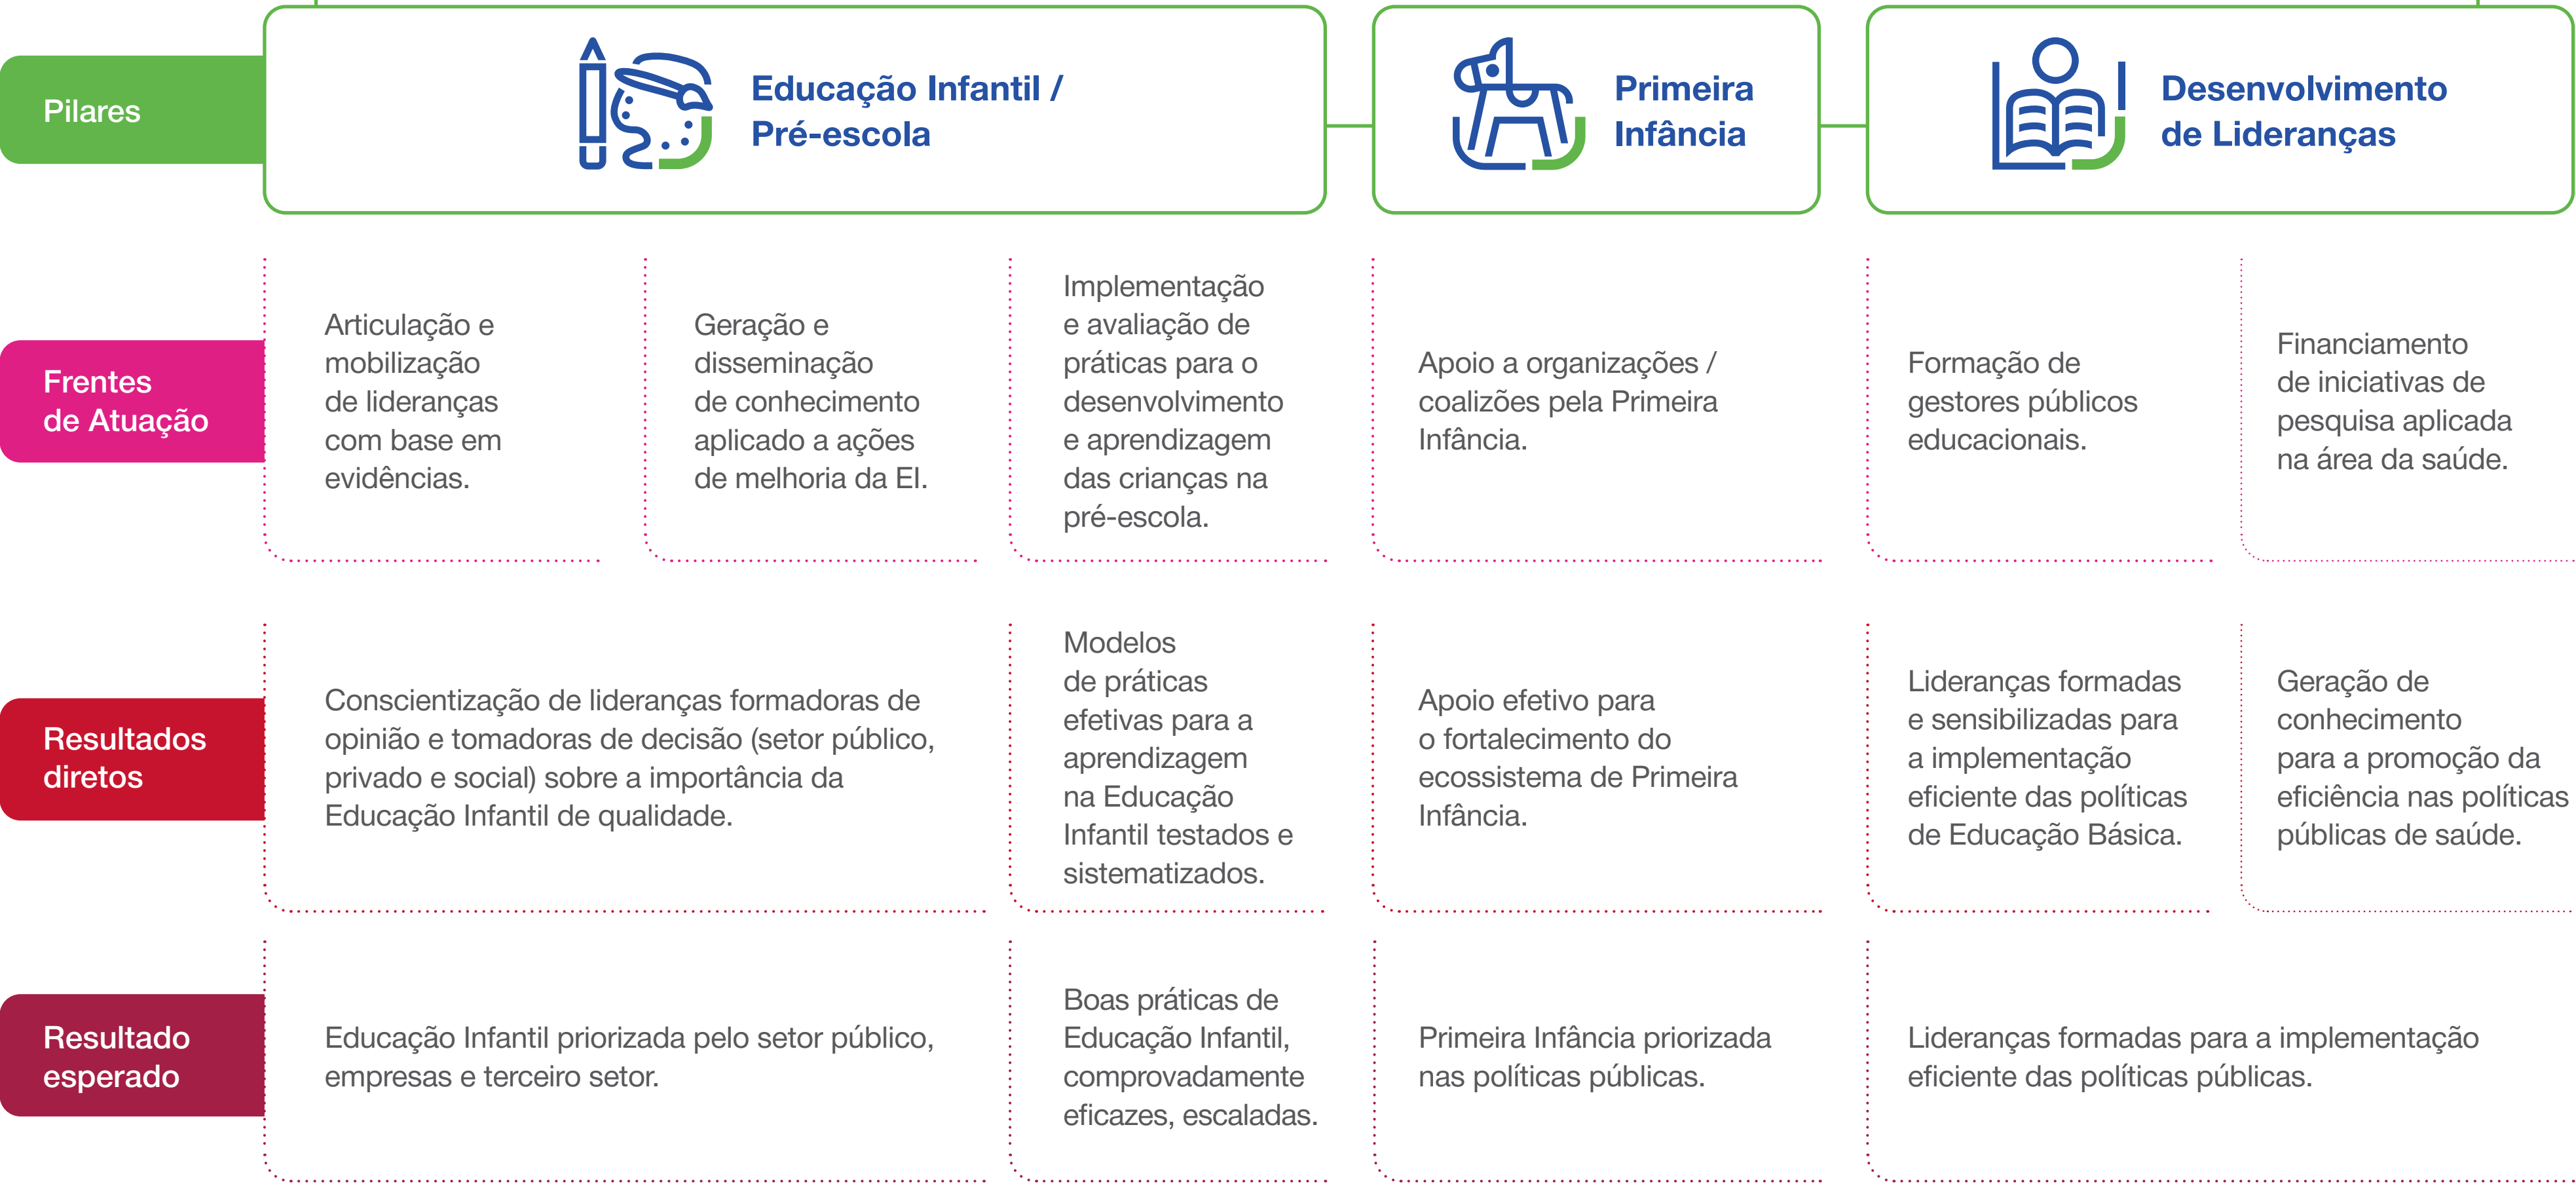 Pilares
Educação Infantil /
Pré-escola
Primeira
Infância
Desenvolvimento
de Lideranças
Frentes
de Atuação
Articulação e
mobilização
de lideranças
com base em
evidências.
Geração e
disseminação
de conhecimento
aplicado a ações
de melhoria da EI.
Implementação
e avaliação de
práticas para o
desenvolvimento
e aprendizagem
das crianças na
pré-escola.
Apoio a organizações /
coalizões pela Primeira
Infância.
Formação de
gestores públicos
educacionais.
Financiamento
de iniciativas de
pesquisa aplicada
na área da saúde.
Resultados
diretos
Conscientização de lideranças formadoras de
opinião e tomadoras de decisão (setor público,
privado e social) sobre a importância da
Educação Infantil de qualidade.
Modelos
de práticas
efetivas para a
aprendizagem
na Educação
Infantil testados e
sistematizados.
Apoio efetivo para
o fortalecimento do
ecossistema de Primeira
Infância.
Lideranças formadas
e sensibilizadas para
a implementação
eficiente das políticas
de Educação Básica.
Geração de
conhecimento
para a promoção da
eficiência nas políticas
públicas de saúde.
Resultado
esperado
Educação Infantil priorizada pelo setor público,
empresas e terceiro setor.
Boas práticas de
Educação Infantil,
comprovadamente
eficazes, escaladas.
Primeira Infância priorizada
nas políticas públicas.
Lideranças formadas para a implementação
eficiente das políticas públicas.